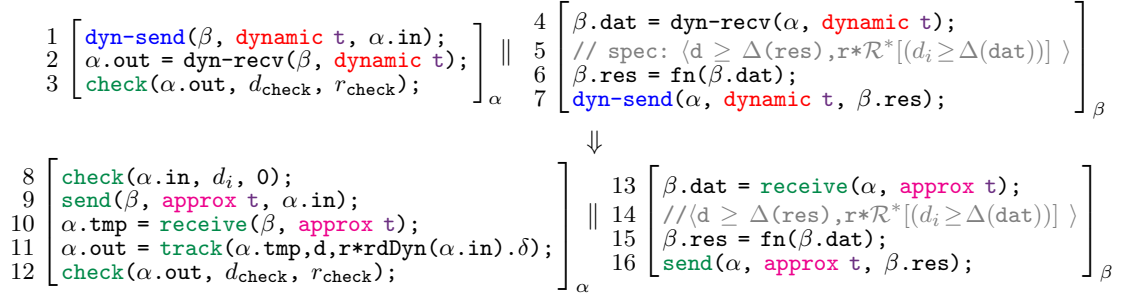 1 dyn-send(β, dynamic t, α.in);
2 α.out = dyn-recv(β, dynamic t);
3 check(α.out, d_check, r_check);
α
‖
4 β.dat = dyn-recv(α, dynamic t);
5 // spec: ⟨d ≥ Δ(res),r*ℛ*[(d_i ≥Δ(dat))] ⟩
6 β.res = fn(β.dat);
7 dyn-send(α, dynamic t, β.res);
β
⇓
8 check(α.in, d_i, 0);
9 send(β, approx t, α.in);
10 α.tmp = receive(β, approx t);
11 α.out = track(α.tmp,d,r*rdDyn(α.in).δ);
12 check(α.out, d_check, r_check);
α
‖
13 β.dat = receive(α, approx t);
14 //⟨d ≥ Δ(res),r*ℛ*[(d_i ≥Δ(dat))] ⟩
15 β.res = fn(β.dat);
16 send(α, approx t, β.res);
β